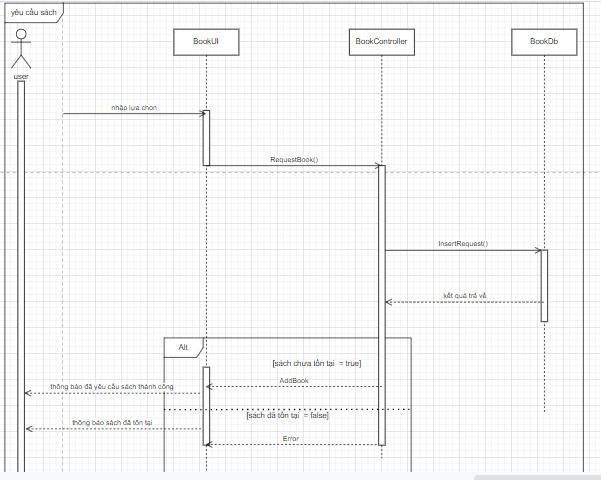 yêu cầu sách
BookUI
BookController
BookDb
user
nhập lựa chọn
RequestBook()
InsertRequest()
kết quả trả về
Alt
[sách chưa tồn tại = true]
AddBook
thông báo đã yêu cầu sách thành công
[sách đã tồn tại = false]
thông báo sách đã tồn tại
Error